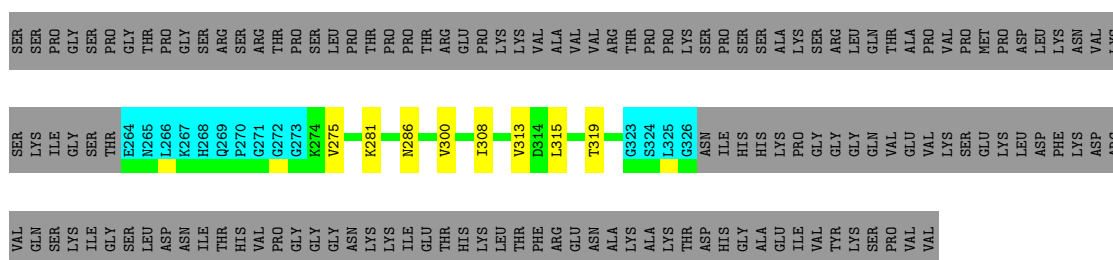 SER SER PRO GLY SER PRO GLY THR PRO GLY SER ARG SER ARG THR PRO SER LEU PRO THR PRO PRO THR ARG GLU PRO LYS LYS VAL ALA VAL VAL ARG THR PRO PRO LYS SER PRO SER SER ALA LYS SER ARG LEU GLN THR ALA PRO VAL PRO MET PRO ASP LEU LYS ASN VAL
SER LYS ILE GLY SER THR E264 N265 L266 K267 H268 Q269 P270 G271 G272 G273 K274 V275 K281 N286 V300 I308 V313 D314 L315 T319 G323 S324 L325 G326 ASN ILE HIS HIS LYS PRO GLY GLY GLY GLN VAL GLU VAL LYS SER GLU LYS LEU ASP PHE LYS ASP
VAL GLN SER LYS ILE GLY SER LEU ASP ASN ILE THR HIS VAL PRO GLY GLY GLY ASN LYS LYS ILE GLU THR HIS LYS LEU THR PHE ARG GLU ASN ALA LYS ALA LYS THR ASP HIS GLY ALA GLU ILE VAL TYR LYS SER PRO VAL VAL